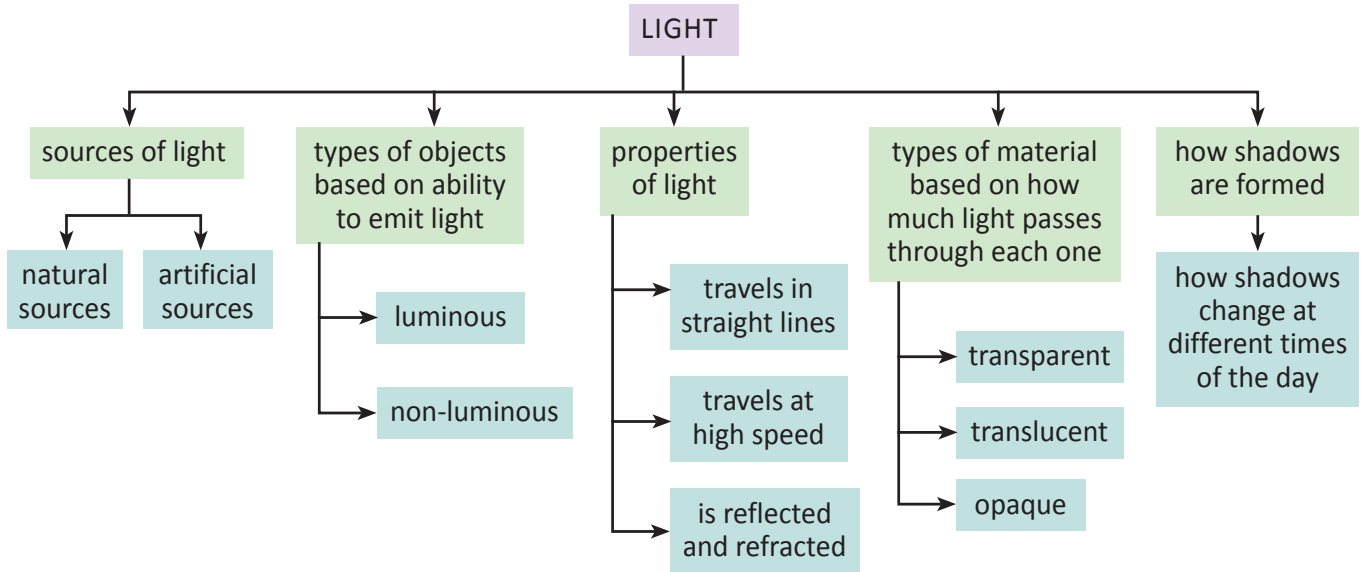 LIGHT
sources of light
natural
sources
artificial
sources
types of objects
based on ability
to emit light
luminous
non-luminous
properties
of light
travels in
straight lines
travels at
high speed
is reflected
and refracted
types of material
based on how
much light passes
through each one
transparent
translucent
opaque
how shadows
are formed
how shadows
change at
different times
of the day